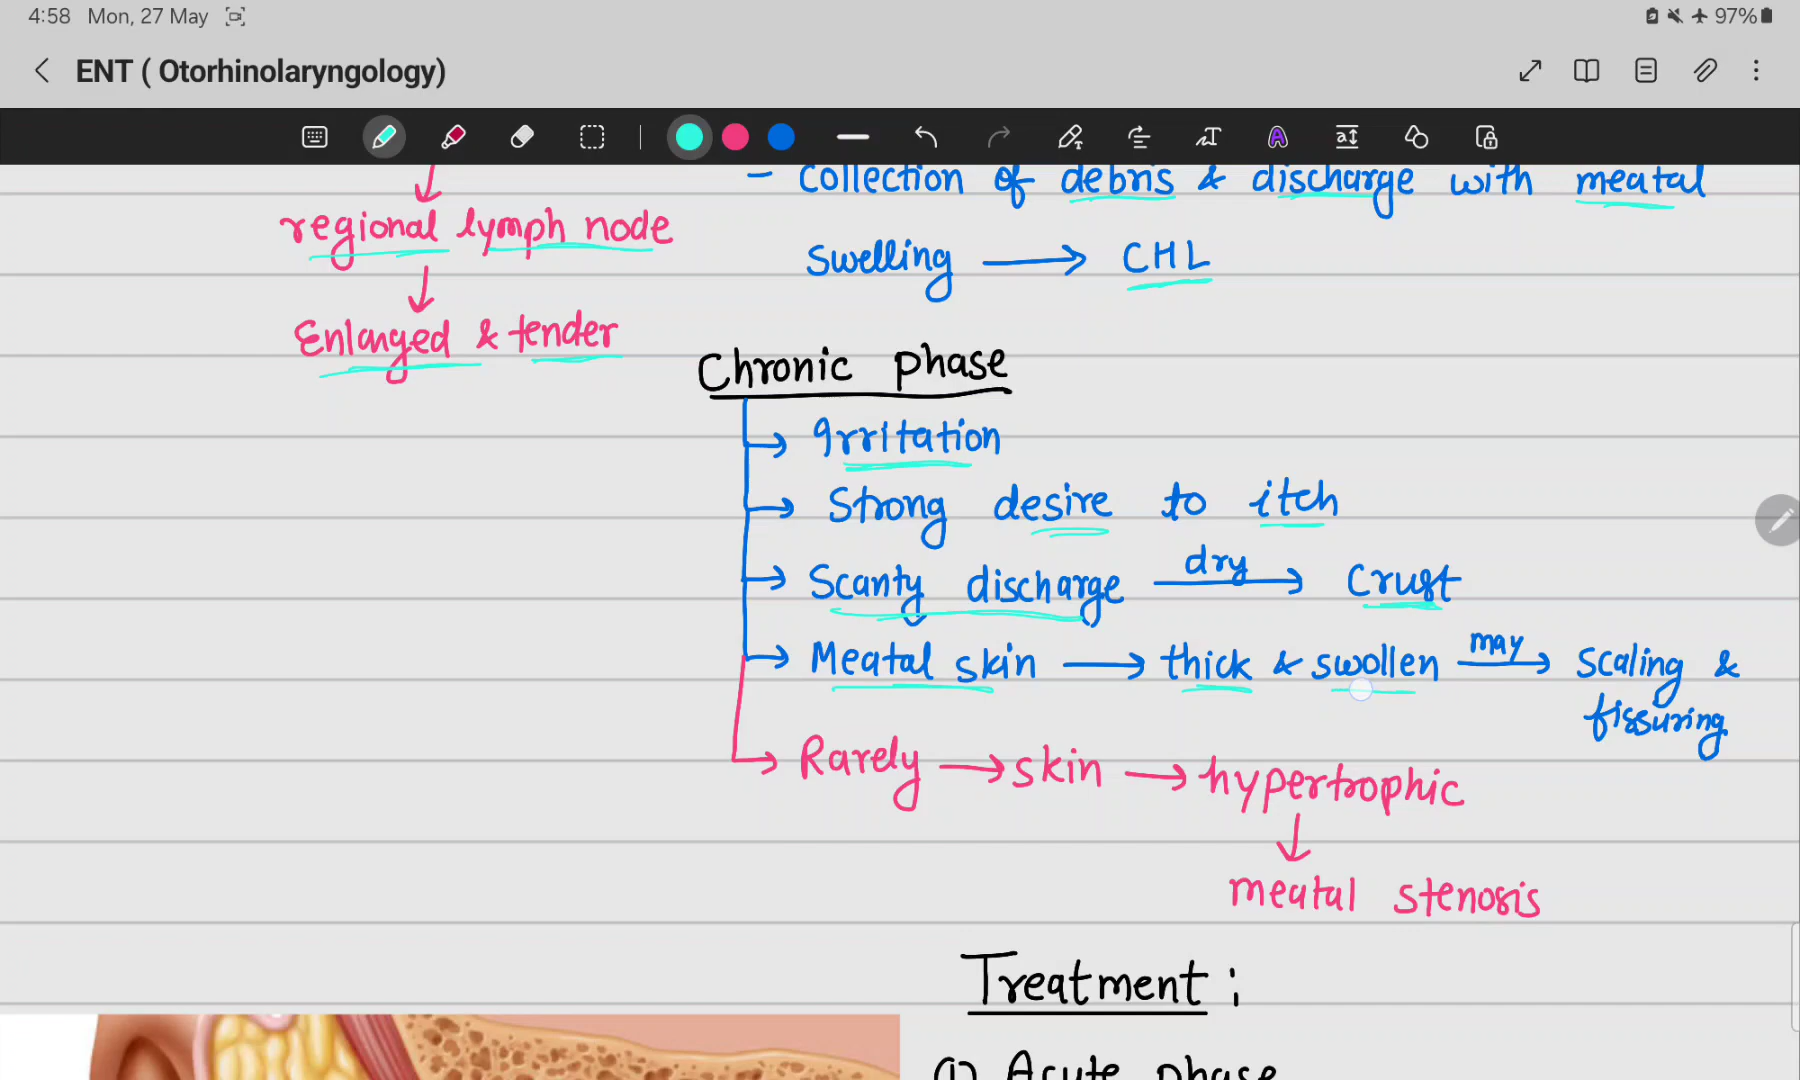 4:58 Mon, 27 May
97%
ENT ( Otorhinolaryngology)
regional lymph node
Enlarged & tender
- Collection of debris & discharge with meatal
swelling → CHL
Chronic phase
→ Irritation
→ Strong desire to itch
→ Scanty discharge dry → Crust
→ Meatal skin → thick & swollen may → scaling &
fissuring
→ Rarely → skin → hypertrophic
↓
meatal stenosis
Treatment :
(i) Acute phase